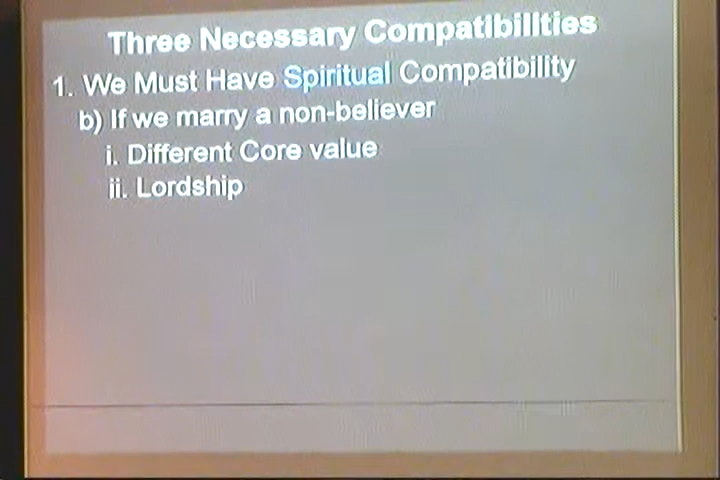 Three Necessary Compatibilities
1. We Must Have Spiritual Compatibility
b) If we marry a non-believer
i. Different Core value
ii. Lordship